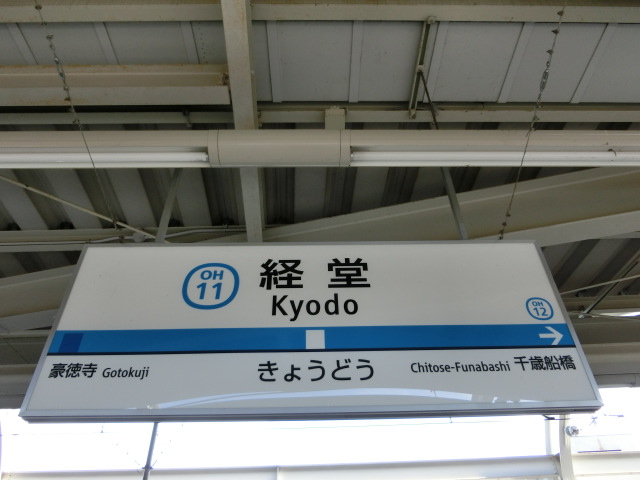 OH
11
経堂
Kyodo
OH
12
豪徳寺 Gotokuji
きょうどう
Chitose-Funabashi 千歳船橋